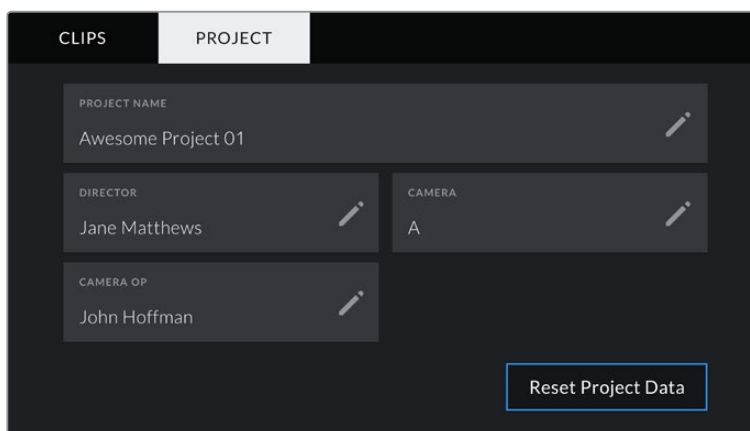 CLIPS PROJECT
PROJECT NAME
Awesome Project 01
DIRECTOR
Jane Matthews
CAMERA
A
CAMERA OP
John Hoffman
Reset Project Data